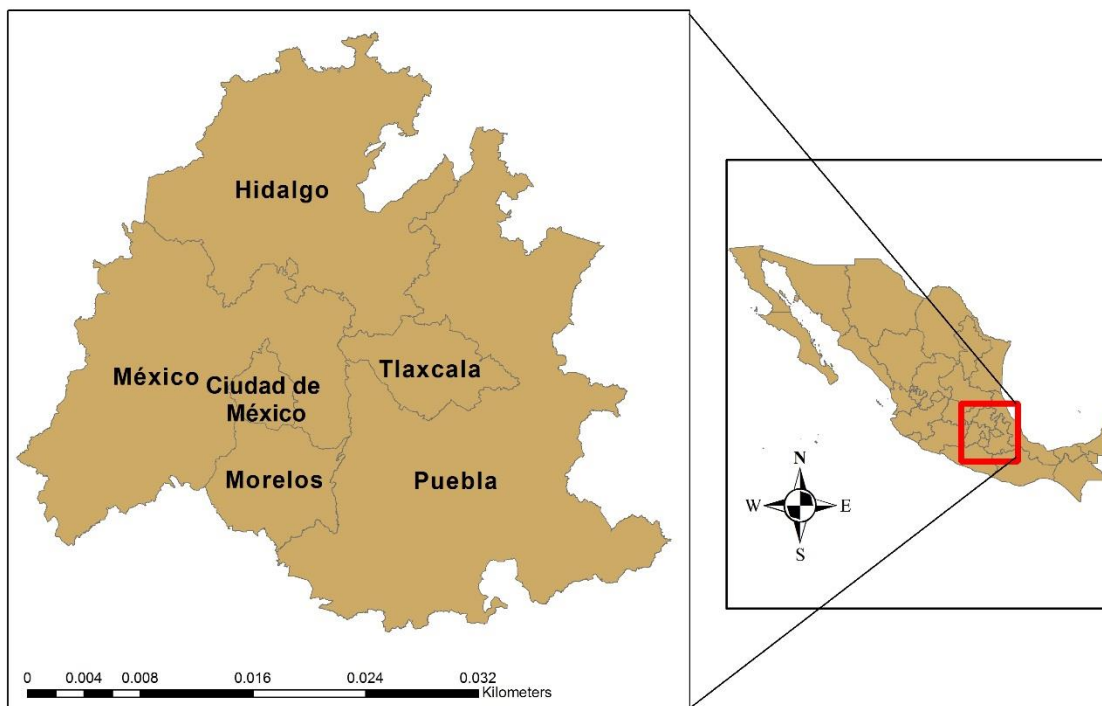 Hidalgo
México
Ciudad de
México
Tlaxcala
Morelos
Puebla
0 0.004 0.008 0.016 0.024 0.032
Kilometers
N
W E
S